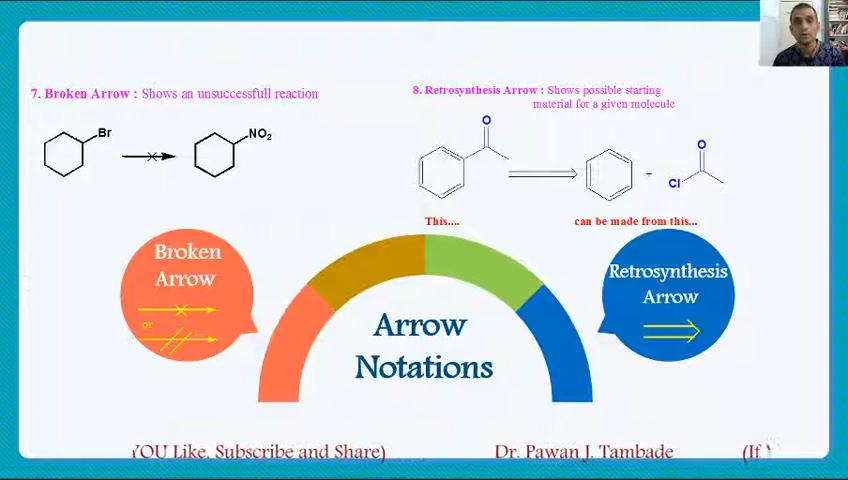 7. Broken Arrow : Shows an unsuccessfull reaction
8. Retrosynthesis Arrow : Shows possible starting
material for a given molecule
Br
NO2
O
O
+
Cl
This....
can be made from this...
Broken
Arrow
or
Retrosynthesis
Arrow
Arrow
Notations
YOU Like, Subscribe and Share)
Dr. Pawan J. Tambade
(If